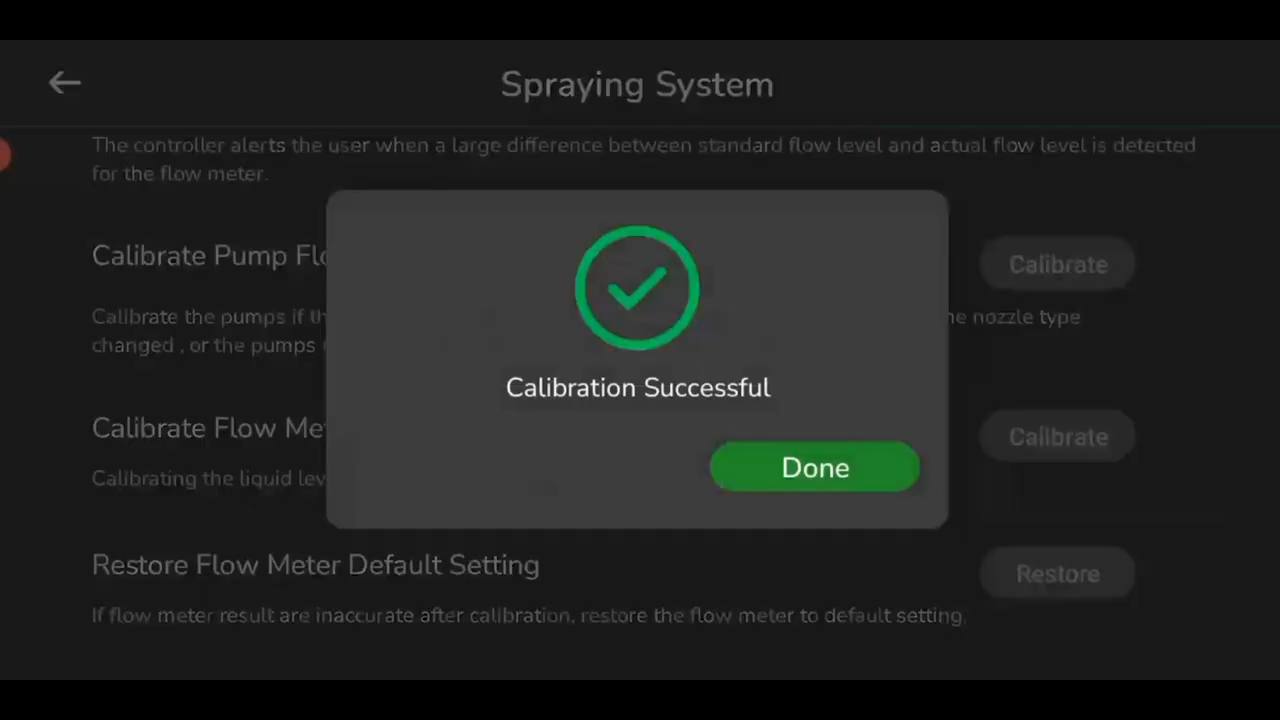 Spraying System
The controller alerts the user when a large difference between standard flow level and actual flow level is detected
for the flow meter.
Calibrate Pump Flo
Calibrate
Calibrate the pumps if th
he nozzle type
changed , or the pumps
Calibration Successful
Calibrate Flow Me
Calibrate
Calibrating the liquid lev
Done
Restore Flow Meter Default Setting
Restore
If flow meter result are inaccurate after calibration, restore the flow meter to default setting.